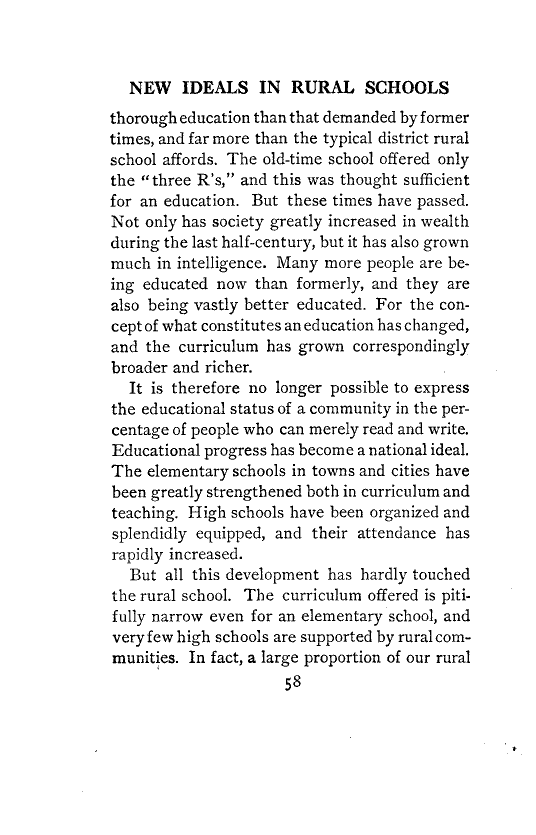 NEW IDEALS IN RURAL SCHOOLS
thorough education than that demanded by former
times, and far more than the typical district rural
school affords. The old-time school offered only
the "three R's," and this was thought sufficient
for an education. But these times have passed.
Not only has society greatly increased in wealth
during the last half-century, but it has also grown
much in intelligence. Many more people are be-
ing educated now than formerly, and they are
also being vastly better educated. For the con-
cept of what constitutes an education has changed,
and the curriculum has grown correspondingly
broader and richer.
It is therefore no longer possible to express
the educational status of a community in the per-
centage of people who can merely read and write.
Educational progress has become a national ideal.
The elementary schools in towns and cities have
been greatly strengthened both in curriculum and
teaching. High schools have been organized and
splendidly equipped, and their attendance has
rapidly increased.
But all this development has hardly touched
the rural school. The curriculum offered is piti-
fully narrow even for an elementary school, and
very few high schools are supported by rural com-
munities. In fact, a large proportion of our rural
58